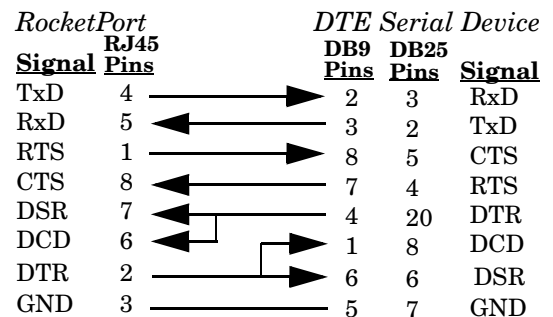 RocketPort DTE Serial Device
RJ45 DB9 DB25
Signal Pins Pins Pins Signal
TxD 4 2 3 RxD
RxD 5 3 2 TxD
RTS 1 8 5 CTS
CTS 8 7 4 RTS
DSR 7 4 20 DTR
DCD 6 1 8 DCD
DTR 2 6 6 DSR
GND 3 5 7 GND